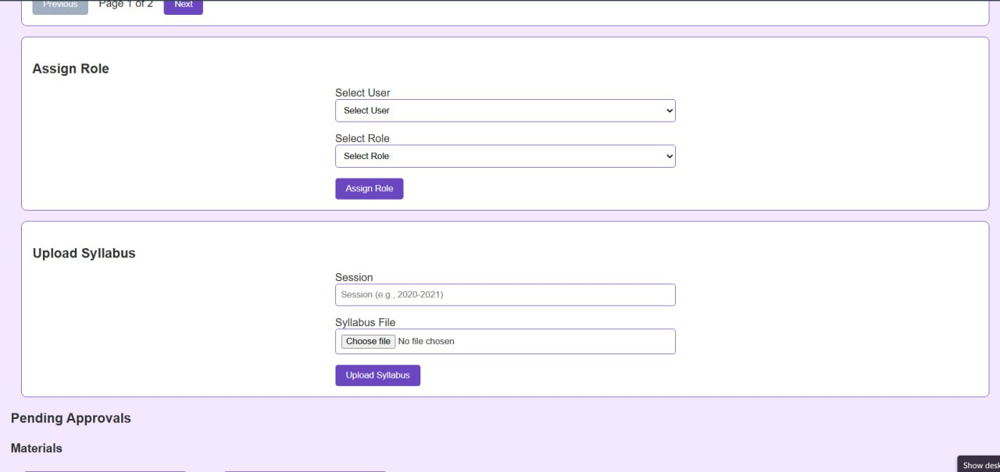 Previous Page 1 of 2 Next
Assign Role
Select User
Select User
Select Role
Select Role
Assign Role
Upload Syllabus
Session
Session (e.g., 2020-2021)
Syllabus File
Choose file No file chosen
Upload Syllabus
Pending Approvals
Materials
Show desk